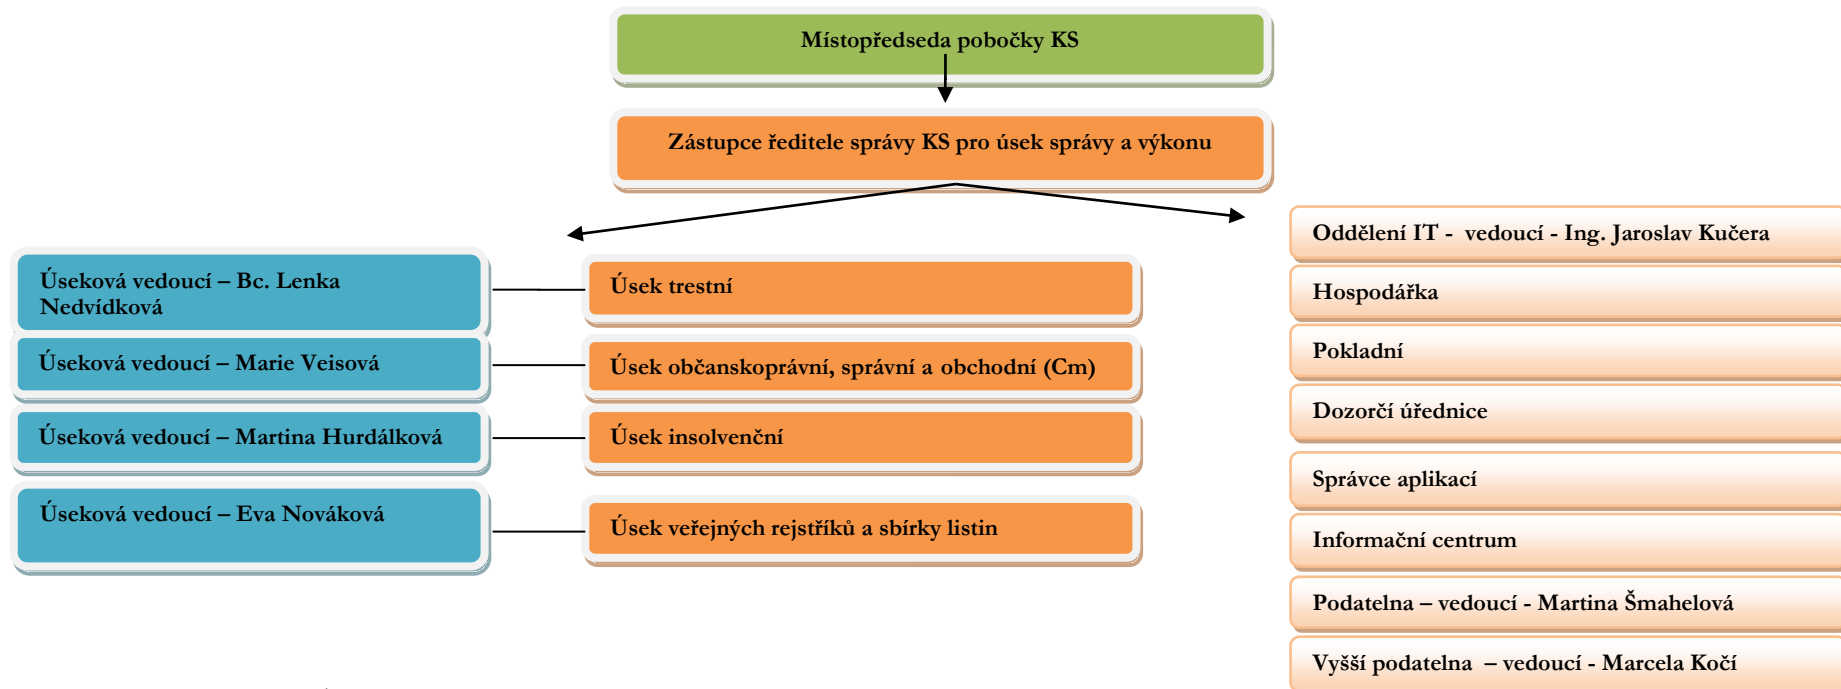 Místopředseda pobočky KS
Zástupce ředitele správy KS pro úsek správy a výkonu
Úseková vedoucí – Bc. Lenka
Nedvídková
Úsek trestní
Úseková vedoucí – Marie Veisová
Úsek občanskoprávní, správní a obchodní (Cm)
Úseková vedoucí – Martina Hurdálková
Úsek insolvenční
Úseková vedoucí – Eva Nováková
Úsek veřejných rejstříků a sbírky listin
Oddělení IT - vedoucí - Ing. Jaroslav Kučera
Hospodářka
Pokladní
Dozorčí úřednice
Správce aplikací
Informační centrum
Podatelna – vedoucí - Martina Šmahelová
Vyšší podatelna – vedoucí - Marcela Kočí